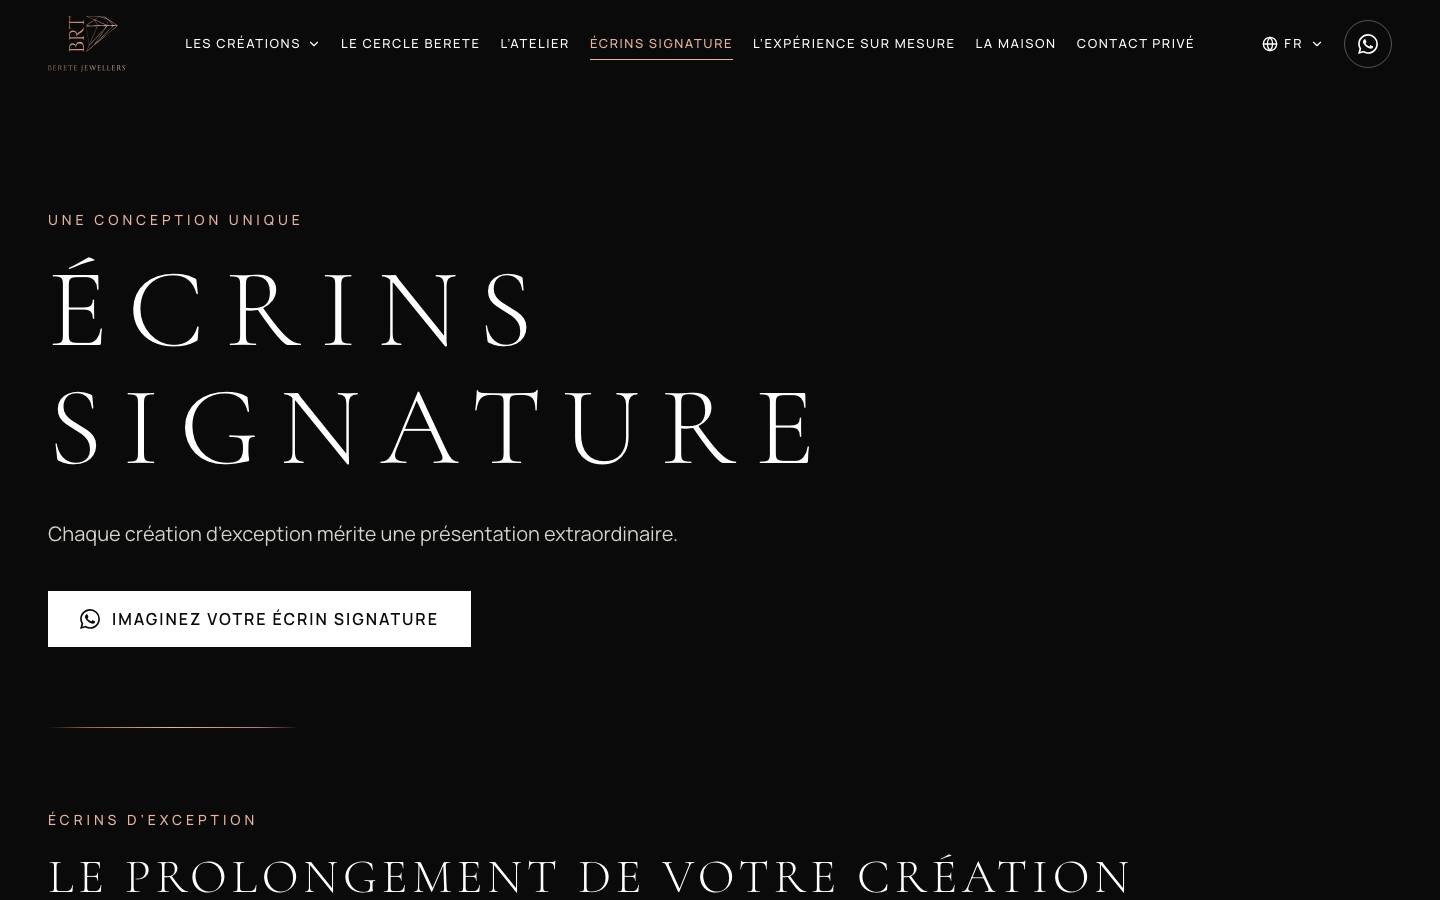 BRT
BERETE JEWELLERS
LES CRÉATIONS
LE CERCLE BERETE
L'ATELIER
ÉCRINS SIGNATURE
L'EXPÉRIENCE SUR MESURE
LA MAISON
CONTACT PRIVÉ
FR
UNE CONCEPTION UNIQUE
ÉCRINS
SIGNATURE
Chaque création d’exception mérite une présentation extraordinaire.
IMAGINEZ VOTRE ÉCRIN SIGNATURE
ÉCRINS D'EXCEPTION
LE PROLONGEMENT DE VOTRE CRÉATION